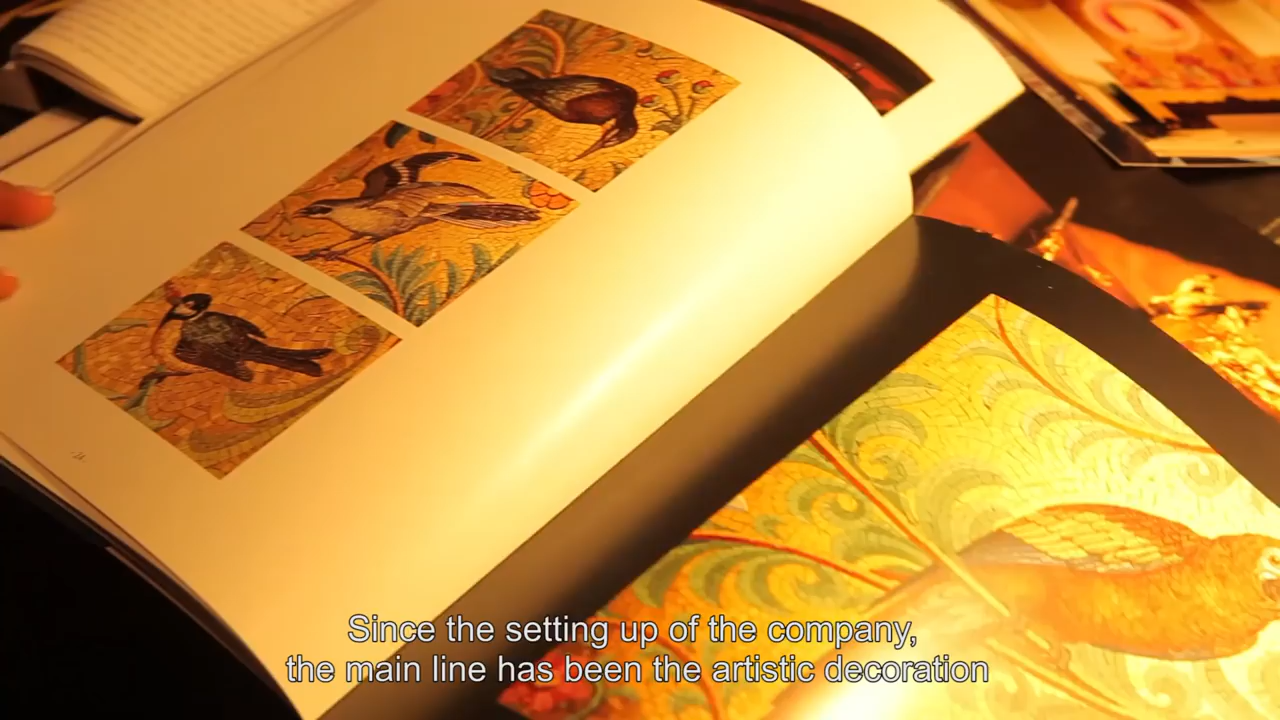 Since the setting up of the company,
the main line has been the artistic decoration